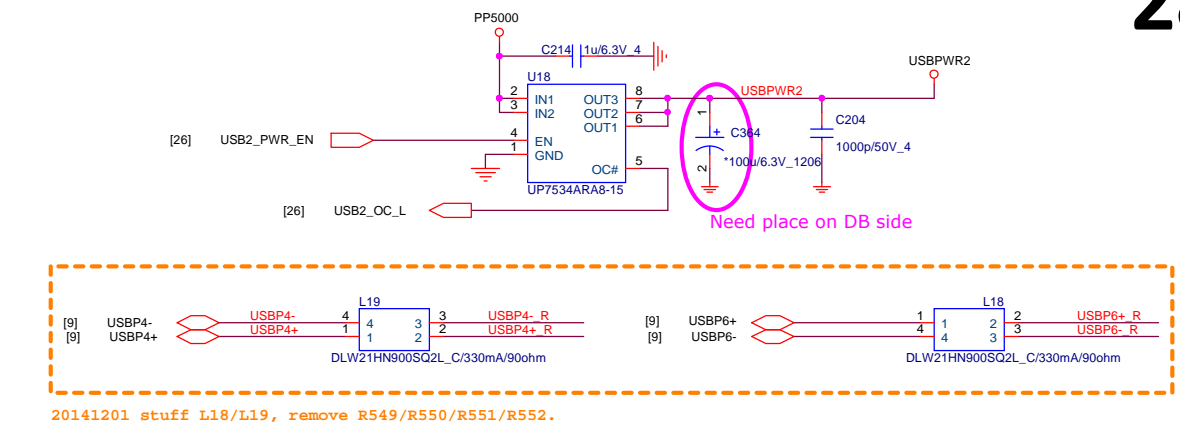 PP5000
C214 1u/6.3V_4
USBPWR2
U18
2 IN1 OUT3 8 USBPWR2
3 IN2 OUT2 7
OUT1 6
1 + C364
C204
[26] USB2_PWR_EN 4 EN
1 GND
1000p/50V_4
OC# 5
2 *100u/6.3V_1206
UP7534ARA8-15
[26] USB2_OC_L
Need place on DB side
L19
[9] USBP4- USBP4- 4 4 3 3 USBP4-_R
[9] USBP4+ USBP4+ 1 1 2 2 USBP4+_R
DLW21HN900SQ2L_C/330mA/90ohm
L18
[9] USBP6+ 1 1 2 2 USBP6+_R
[9] USBP6- 4 4 3 3 USBP6-_R
DLW21HN900SQ2L_C/330mA/90ohm
20141201 stuff L18/L19, remove R549/R550/R551/R552.